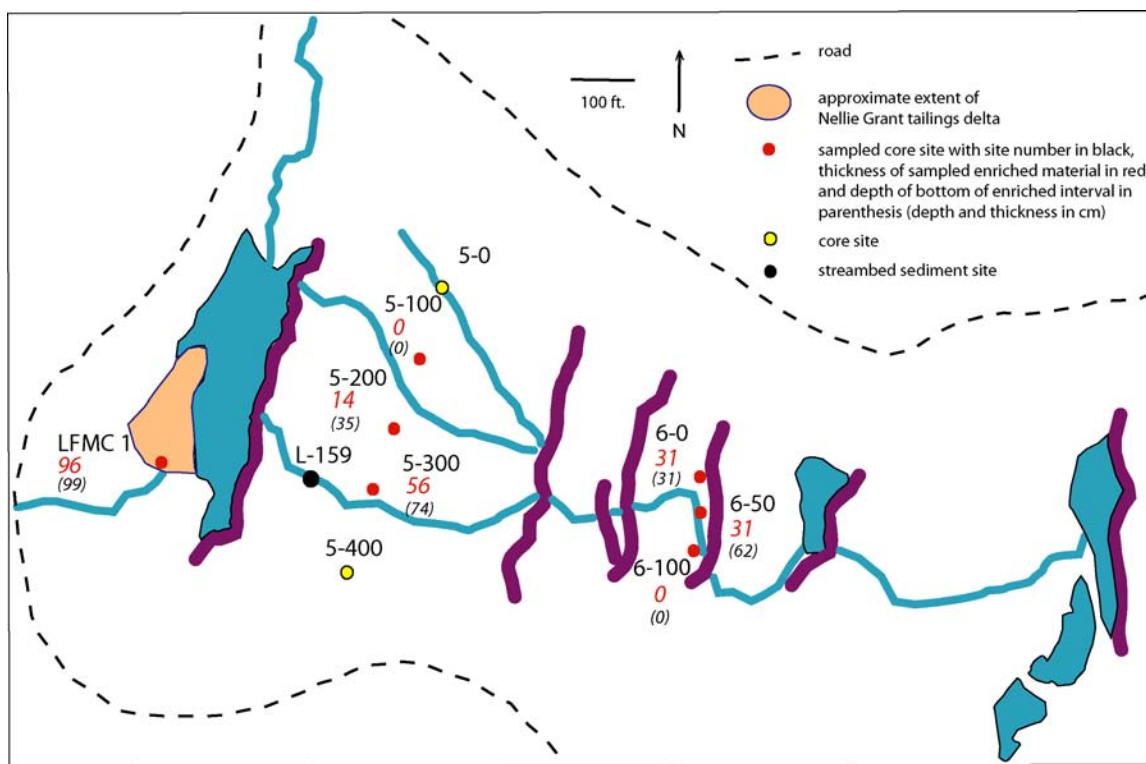 road
100 ft.
N
approximate extent of
Nellie Grant tailings delta
sampled core site with site number in black,
thickness of sampled enriched material in red
and depth of bottom of enriched interval in
parenthesis (depth and thickness in cm)
core site
streambed sediment site
5-0
5-100
0
(0)
5-200
14
(35)
LFMC 1
96
(99)
L-159
5-300
56
(74)
5-400
6-0
31
(31)
6-50
31
(62)
6-100
0
(0)